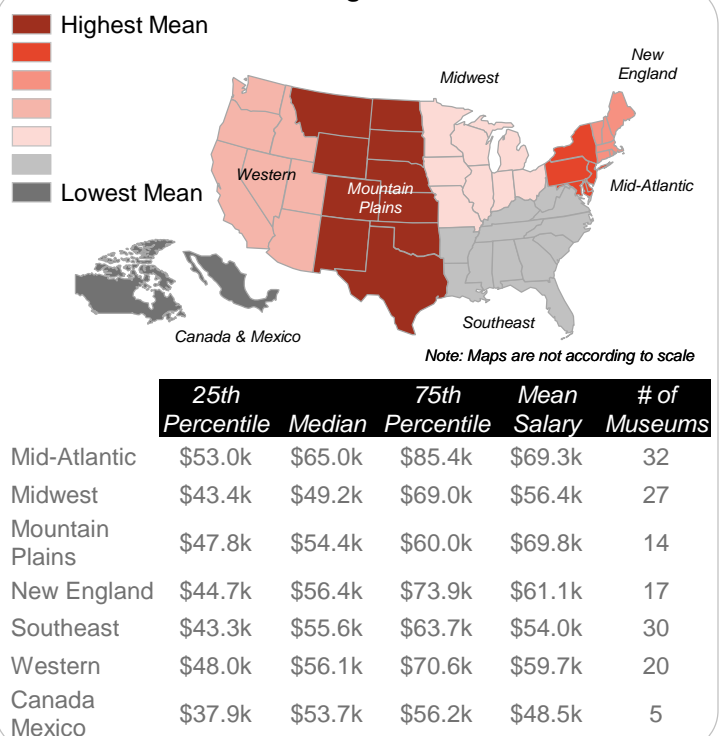 Highest Mean
Lowest Mean
New
England
Midwest
Western
Mountain
Plains
Mid-Atlantic
Southeast
Canada & Mexico
Note: Maps are not according to scale
25th Percentile Median 75th Percentile Mean Salary # of Museums
Mid-Atlantic $53.0k $65.0k $85.4k $69.3k 32
Midwest $43.4k $49.2k $69.0k $56.4k 27
Mountain Plains $47.8k $54.4k $60.0k $69.8k 14
New England $44.7k $56.4k $73.9k $61.1k 17
Southeast $43.3k $55.6k $63.7k $54.0k 30
Western $48.0k $56.1k $70.6k $59.7k 20
Canada Mexico $37.9k $53.7k $56.2k $48.5k 5